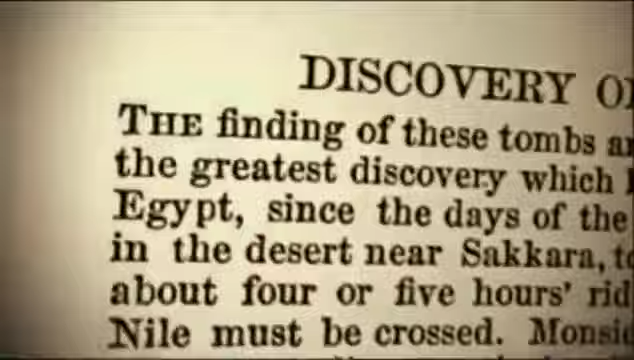 DISCOVERY
THE finding of these tombs
the greatest discovery which
Egypt, since the days of the
in the desert near Sakkara,
about four or five hours'
Nile must be crossed.